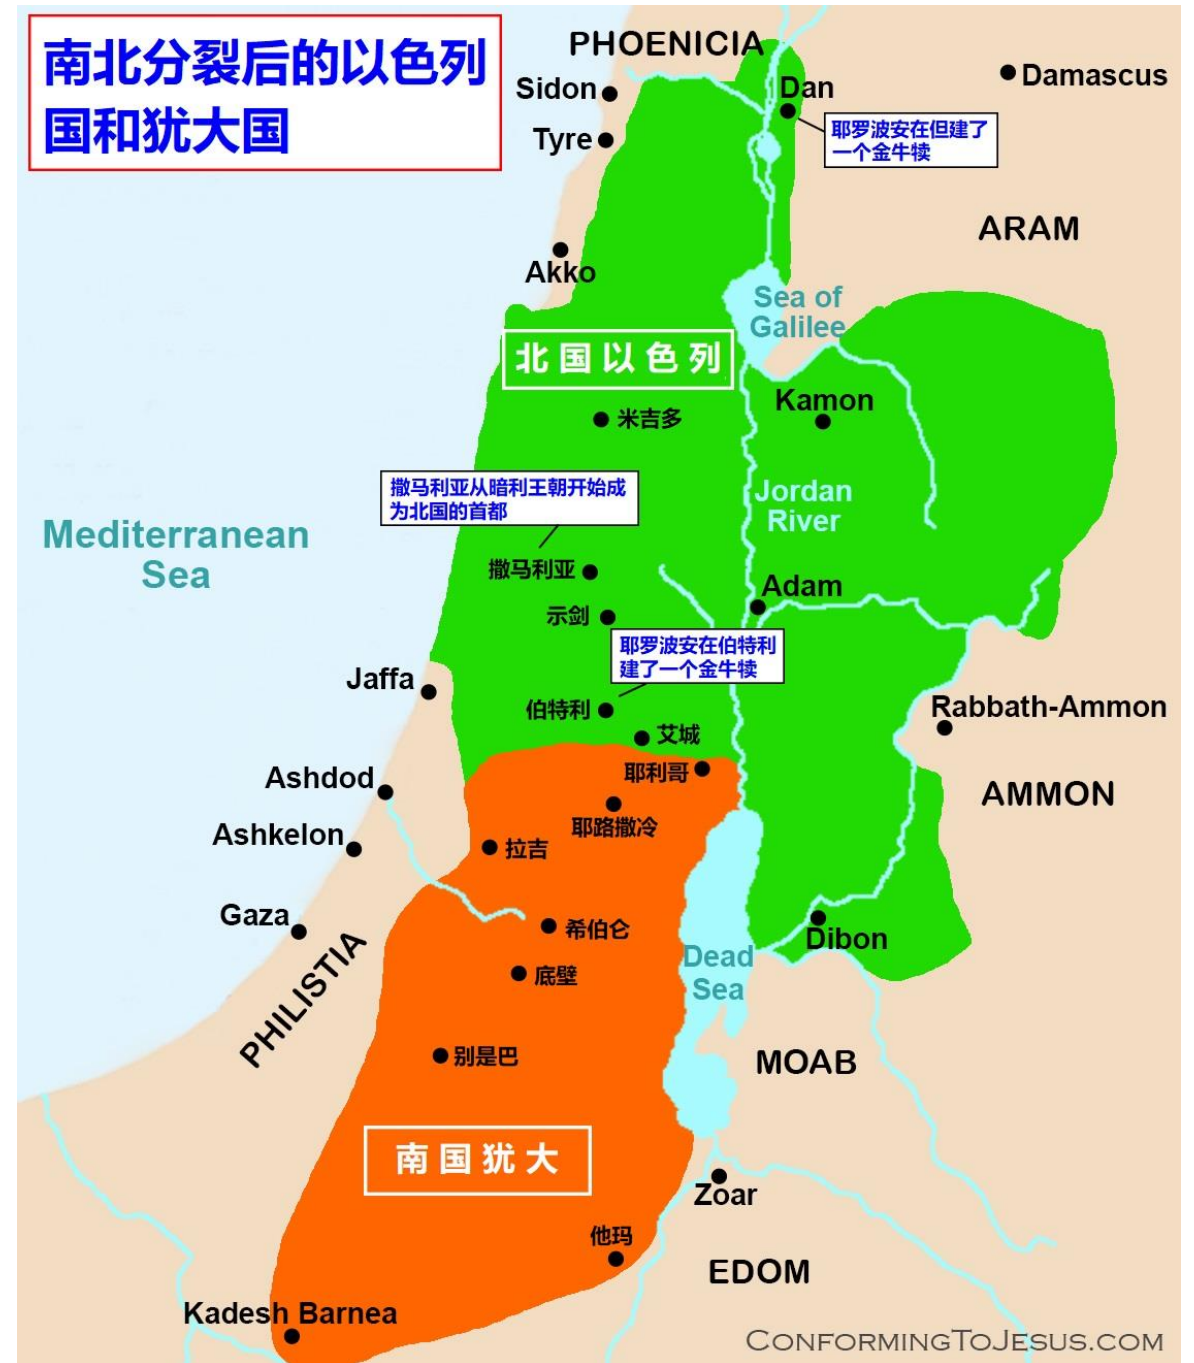 南北分裂后的以色列
国和犹大国
PHOENICIA
Sidon
Dan
Damascus
Tyre
耶罗波安在但建了
一个金牛犊
ARAM
Akko
Sea of
Galilee
北国以色列
Kamon
米吉多
撒马利亚从暗利王朝开始成
为北国的首都
Jordan
River
Mediterranean
Sea
撒马利亚
Adam
示剑
耶罗波安在伯特利
建了一个金牛犊
Jaffa
伯特利
Rabbath-Ammon
艾城
耶利哥
Ashdod
AMMON
耶路撒冷
Ashkelon
拉吉
Gaza
希伯仑
Dibon
Dead
Sea
底壁
PHILISTIA
别是巴
MOAB
南国犹大
Zoar
他玛
EDOM
Kadesh Barnea
CONFORMINGTOJESUS.COM